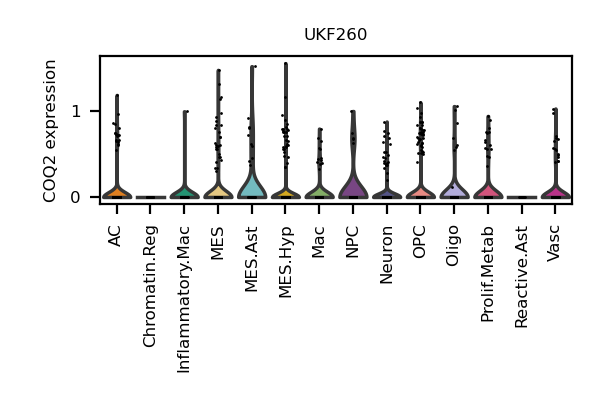 UKF260
COQ2 expression
1
0
AC
Chromatin.Reg
Inflammatory.Mac
MES
MES.Ast
MES.Hyp
Mac
NPC
Neuron
OPC
Oligo
Prolif.Metab
Reactive.Ast
Vasc